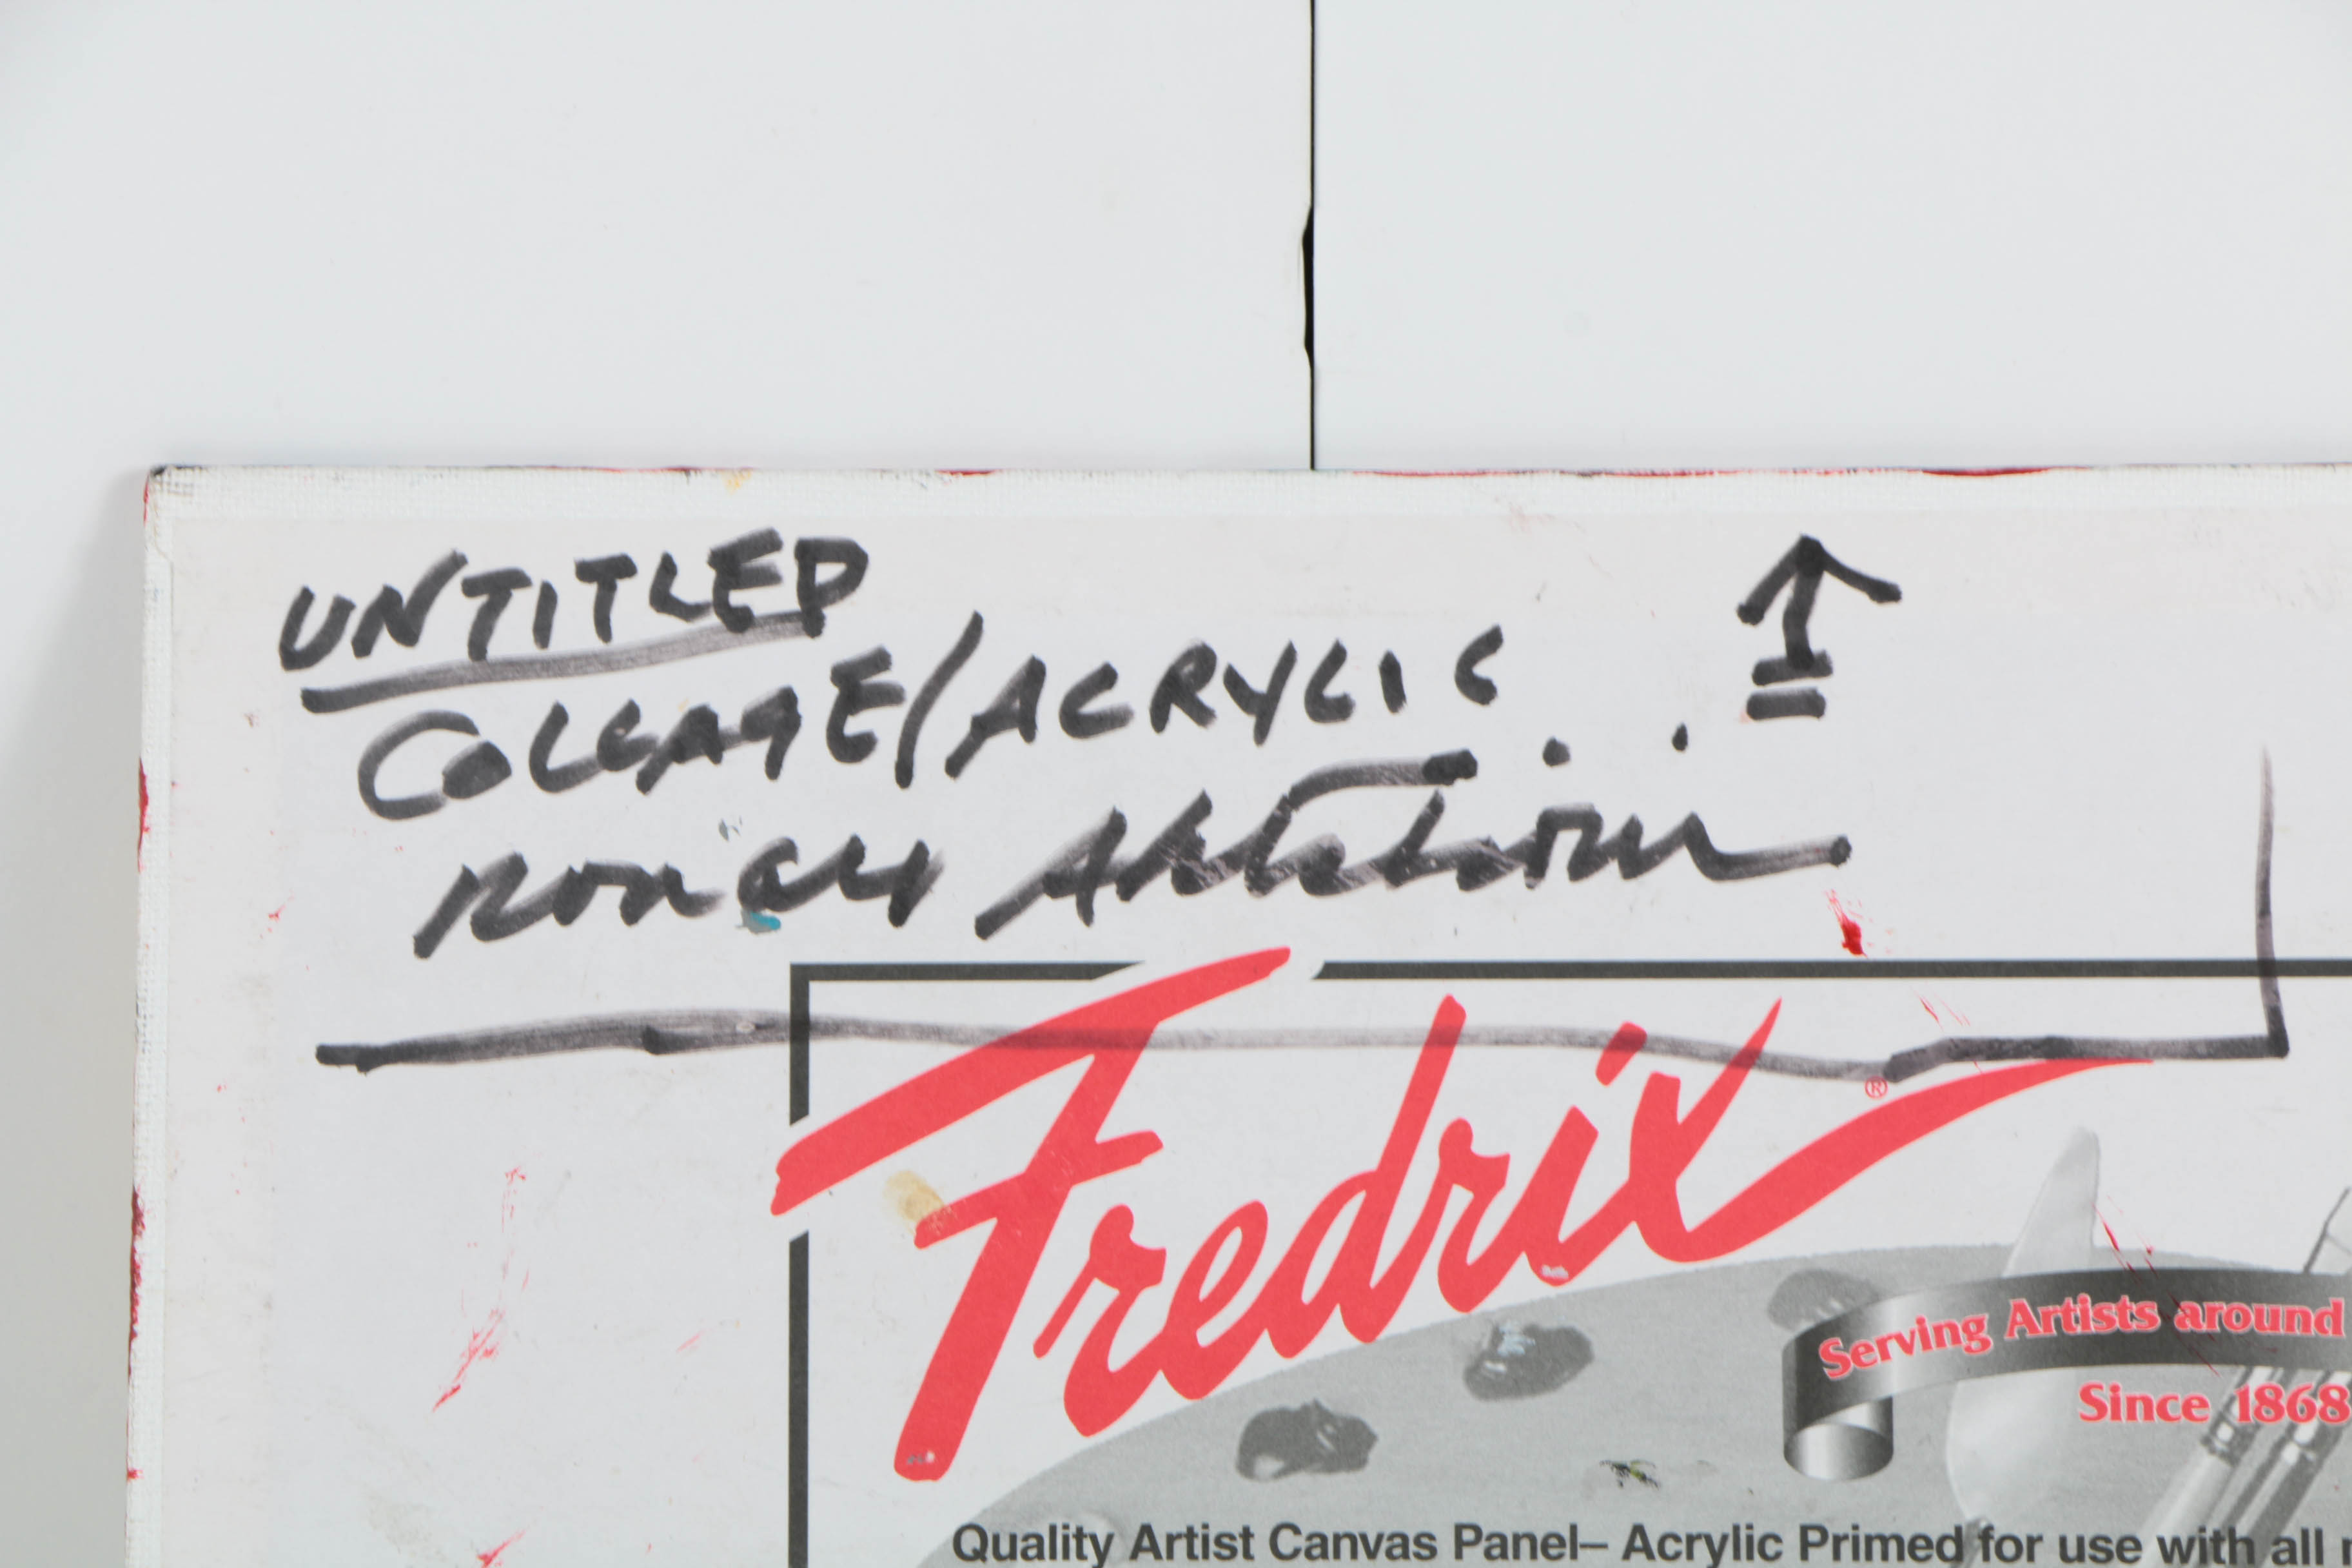 UNTITLED
COLLAGE/ACRYLIC
Fredrix®
Serving Artists around
Since 1868
Quality Artist Canvas Panel– Acrylic Primed for use with all